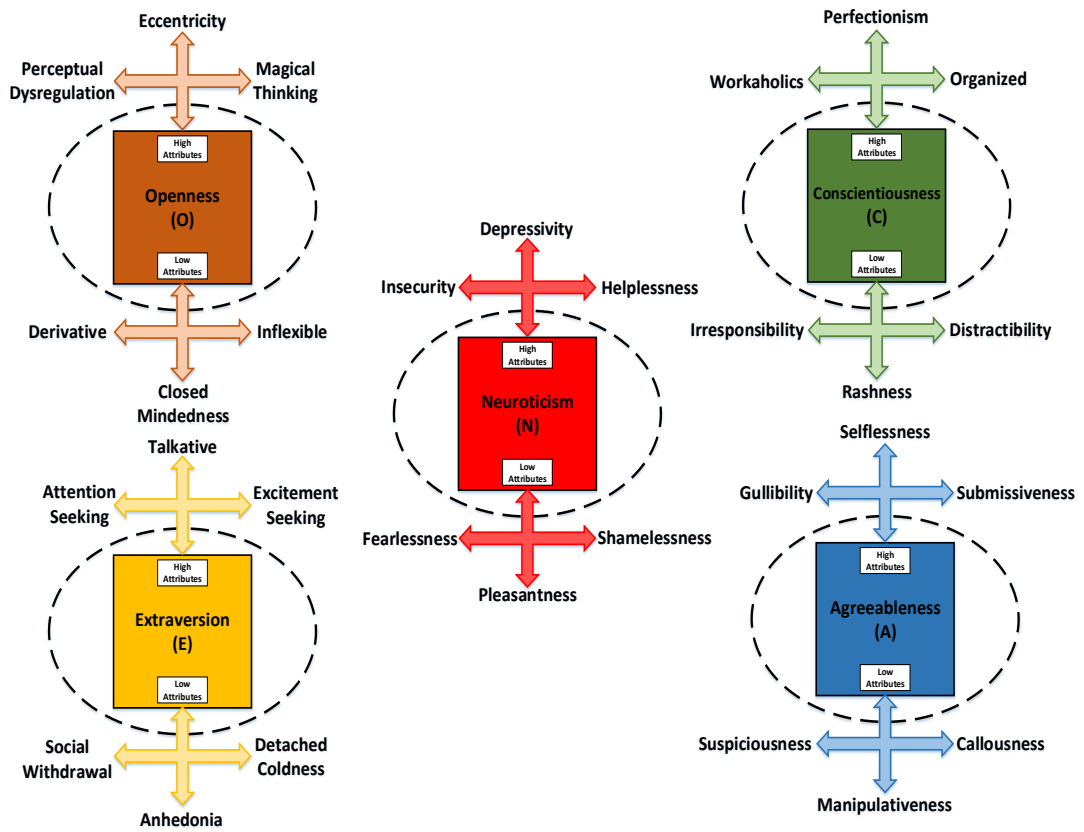 Eccentricity
Perceptual
Dysregulation
Magical
Thinking
High
Attributes
Openness
(O)
Low
Attributes
Derivative
Inflexible
Closed
Mindedness
Perfectionism
Workaholics
Organized
High
Attributes
Conscientiousness
(C)
Low
Attributes
Irresponsibility
Distractibility
Rashness
Depressivity
Insecurity
Helplessness
High
Attributes
Neuroticism
(N)
Low
Attributes
Fearlessness
Shamelessness
Pleasantness
Talkative
Attention
Seeking
Excitement
Seeking
High
Attributes
Extraversion
(E)
Low
Attributes
Social
Withdrawal
Detached
Coldness
Anhedonia
Selflessness
Gullibility
Submissiveness
High
Attributes
Agreeableness
(A)
Low
Attributes
Suspiciousness
Callousness
Manipulativeness